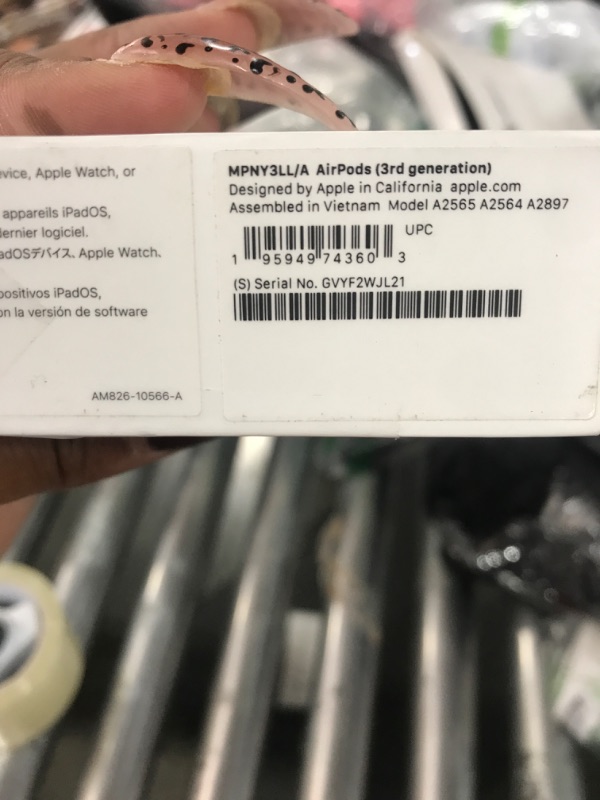 evice, Apple Watch, or
appareils iPadOS,
dernier logiciel.
adOSデバイス、Apple Watch、
positivos iPadOS,
on la versión de software
AM826-10566-A
MPNY3LL/A AirPods (3rd generation)
Designed by Apple in California apple.com
Assembled in Vietnam Model A2565 A2564 A2897
UPC
1 95949 74360 3
(S) Serial No. GVYF2WJL21